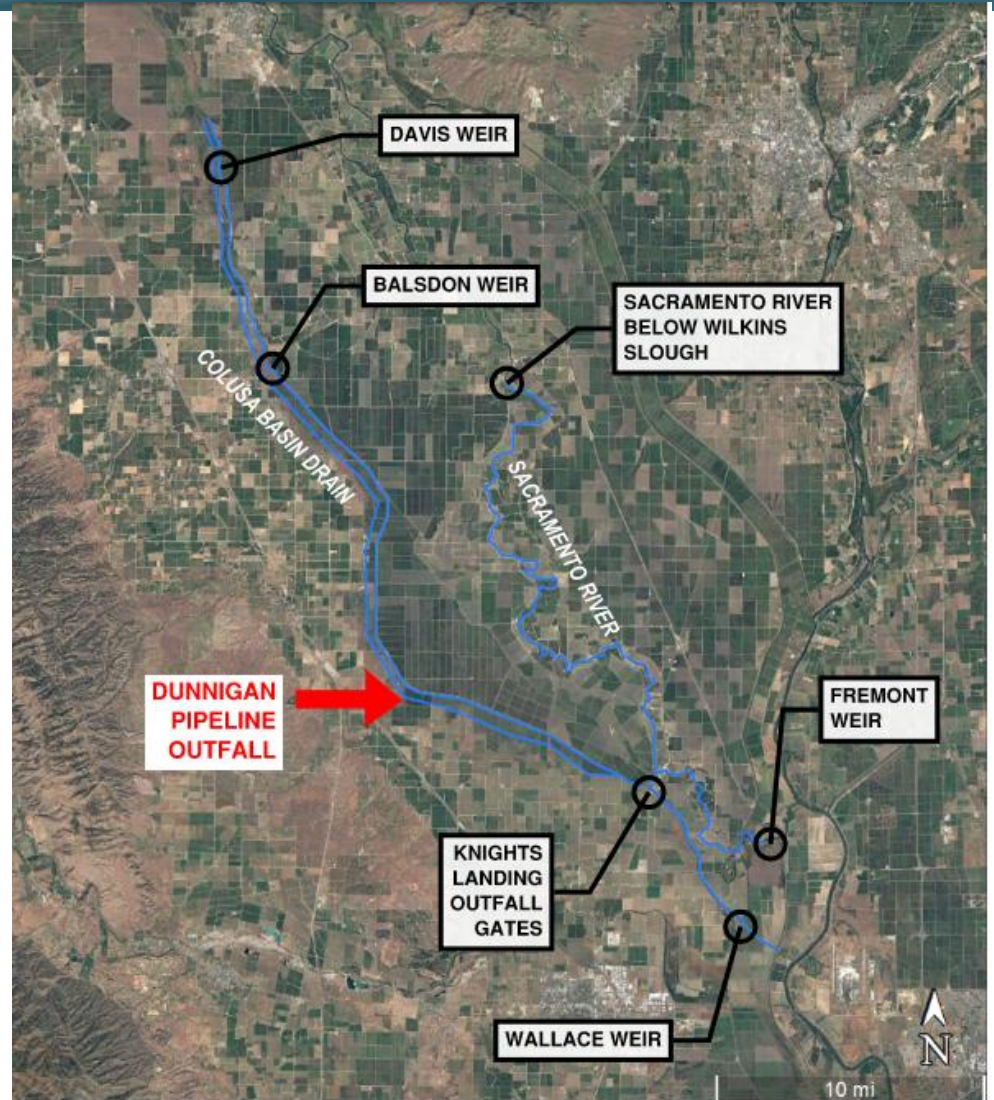 DAVIS WEIR
BALSDON WEIR
SACRAMENTO RIVER
BELOW WILKINS
SLOUGH
COLUSA BASIN DRAIN
SACRAMENTO RIVER
DUNNIGAN
PIPELINE
OUTFALL
FREMONT
WEIR
KNIGHTS
LANDING
OUTFALL
GATES
WALLACE WEIR
N
10 mi